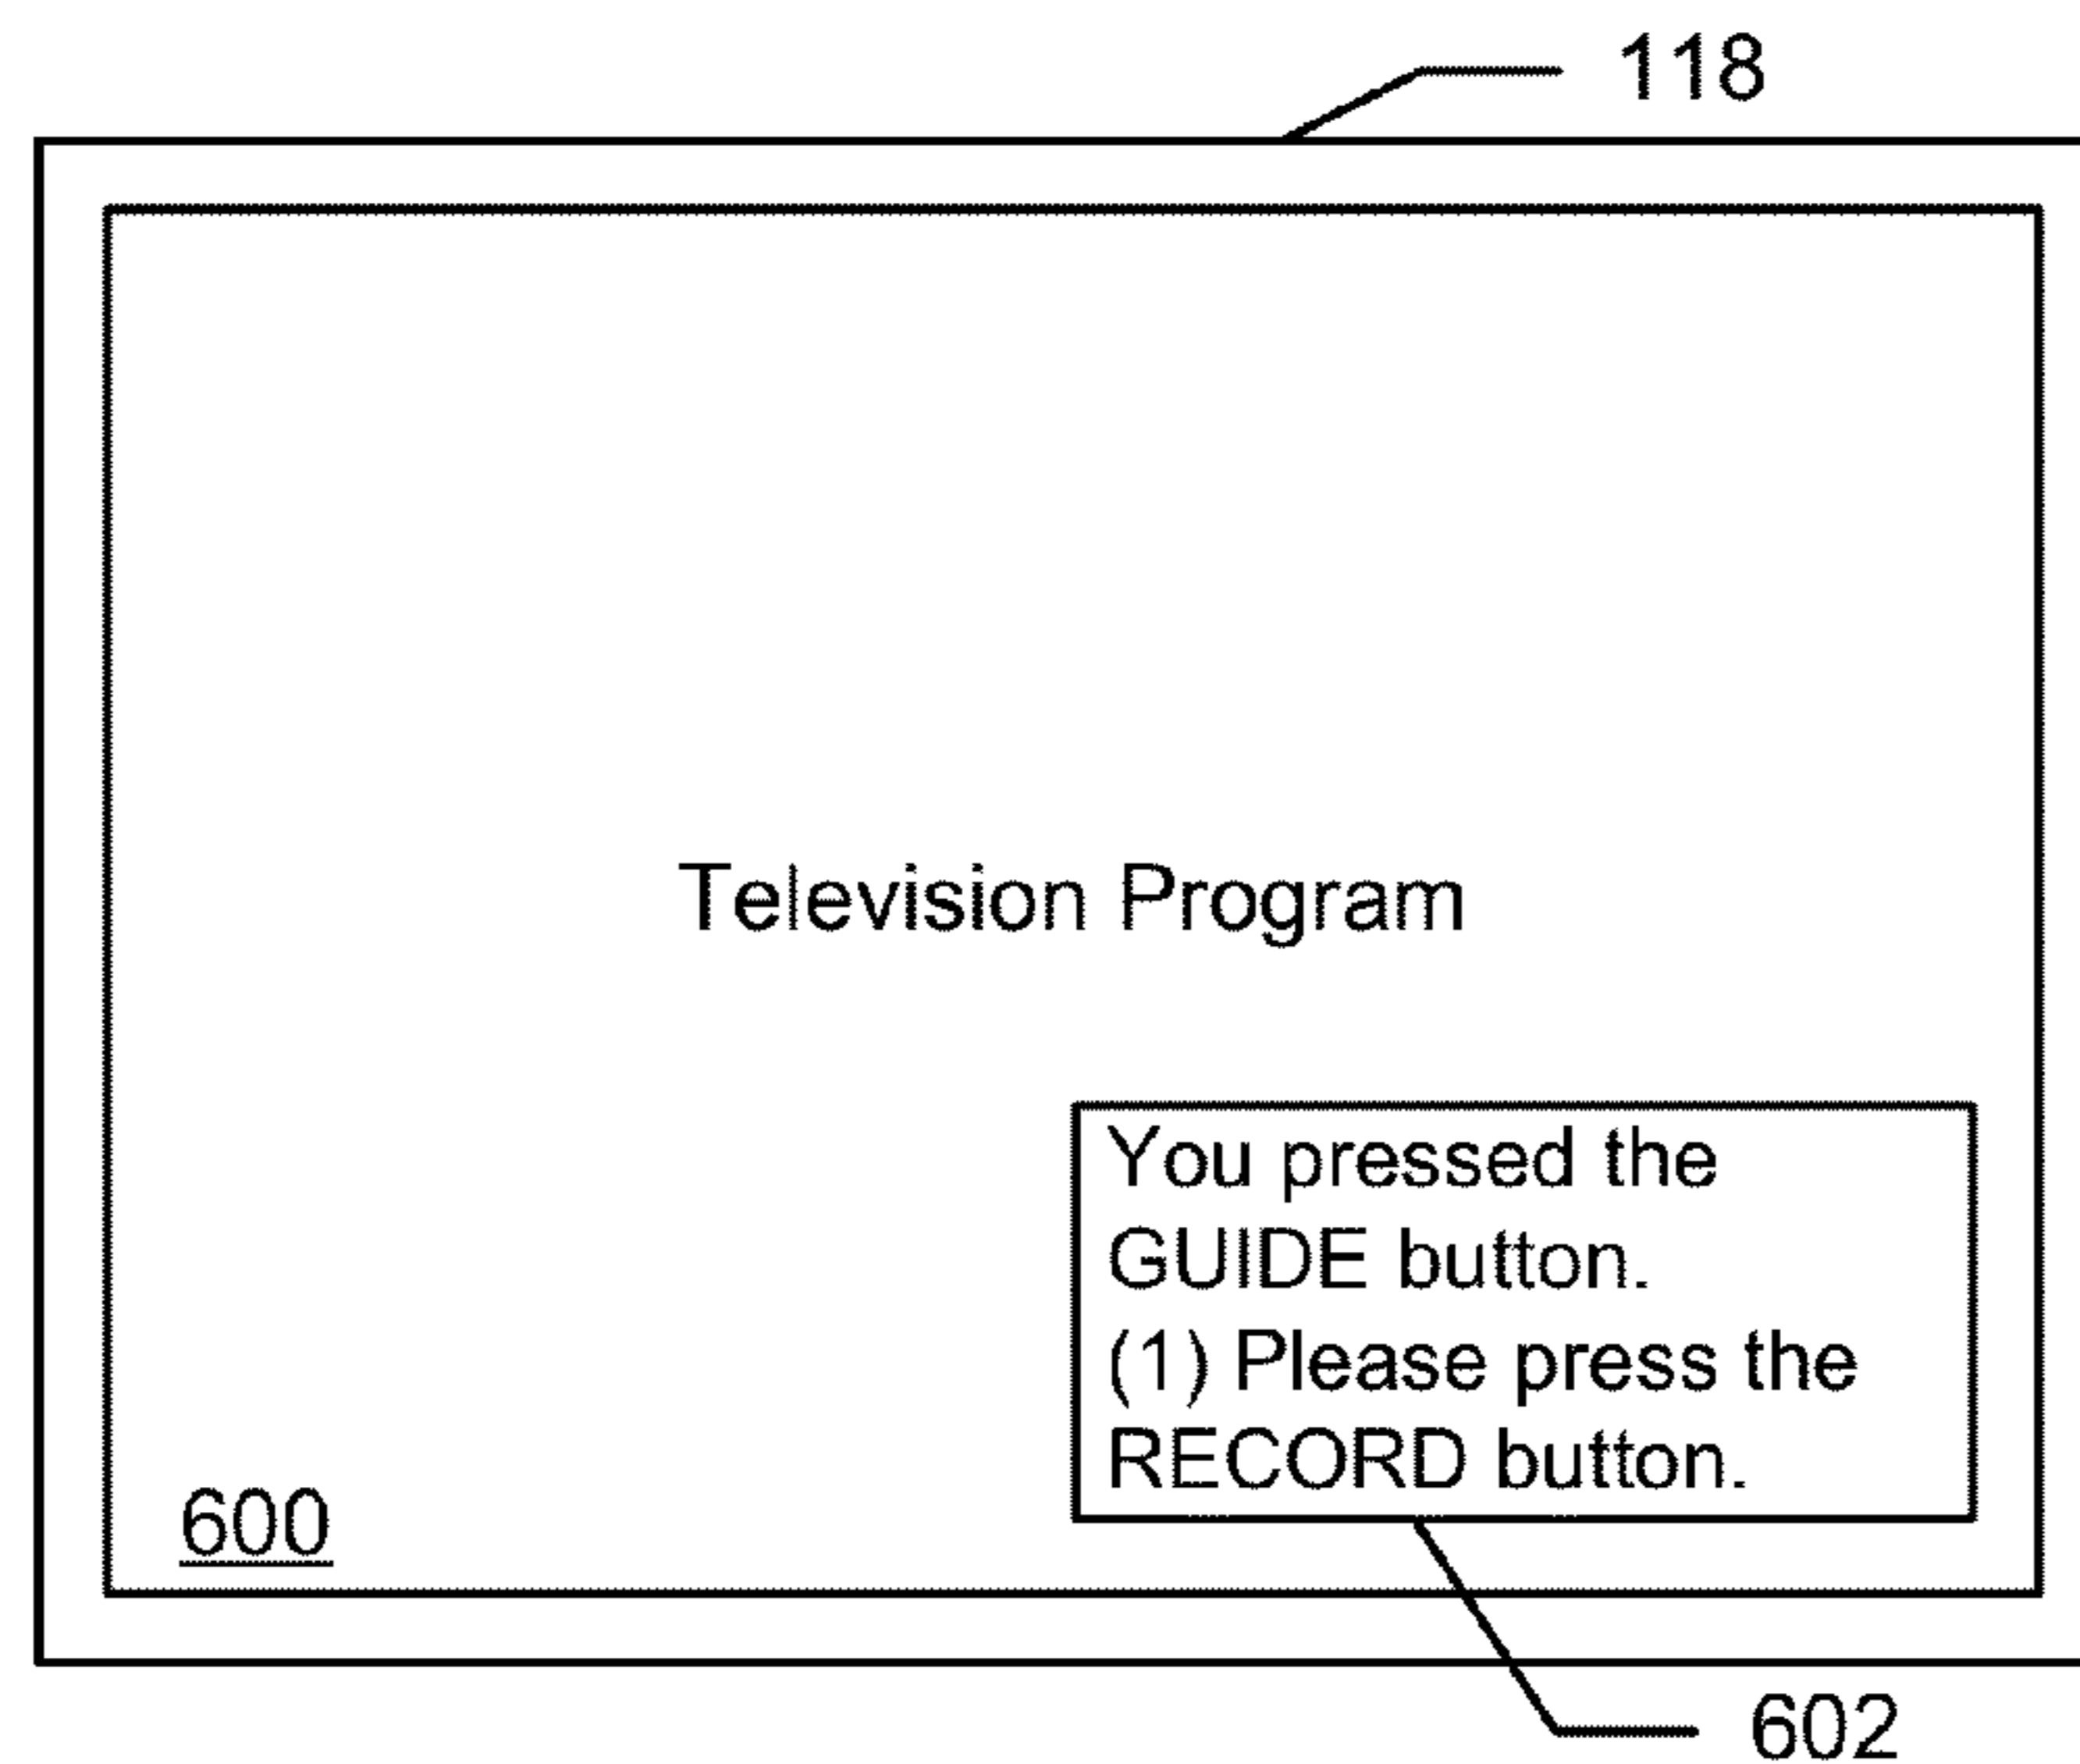 118
Television Program
You pressed the
GUIDE button.
(1) Please press the
RECORD button.
600
602